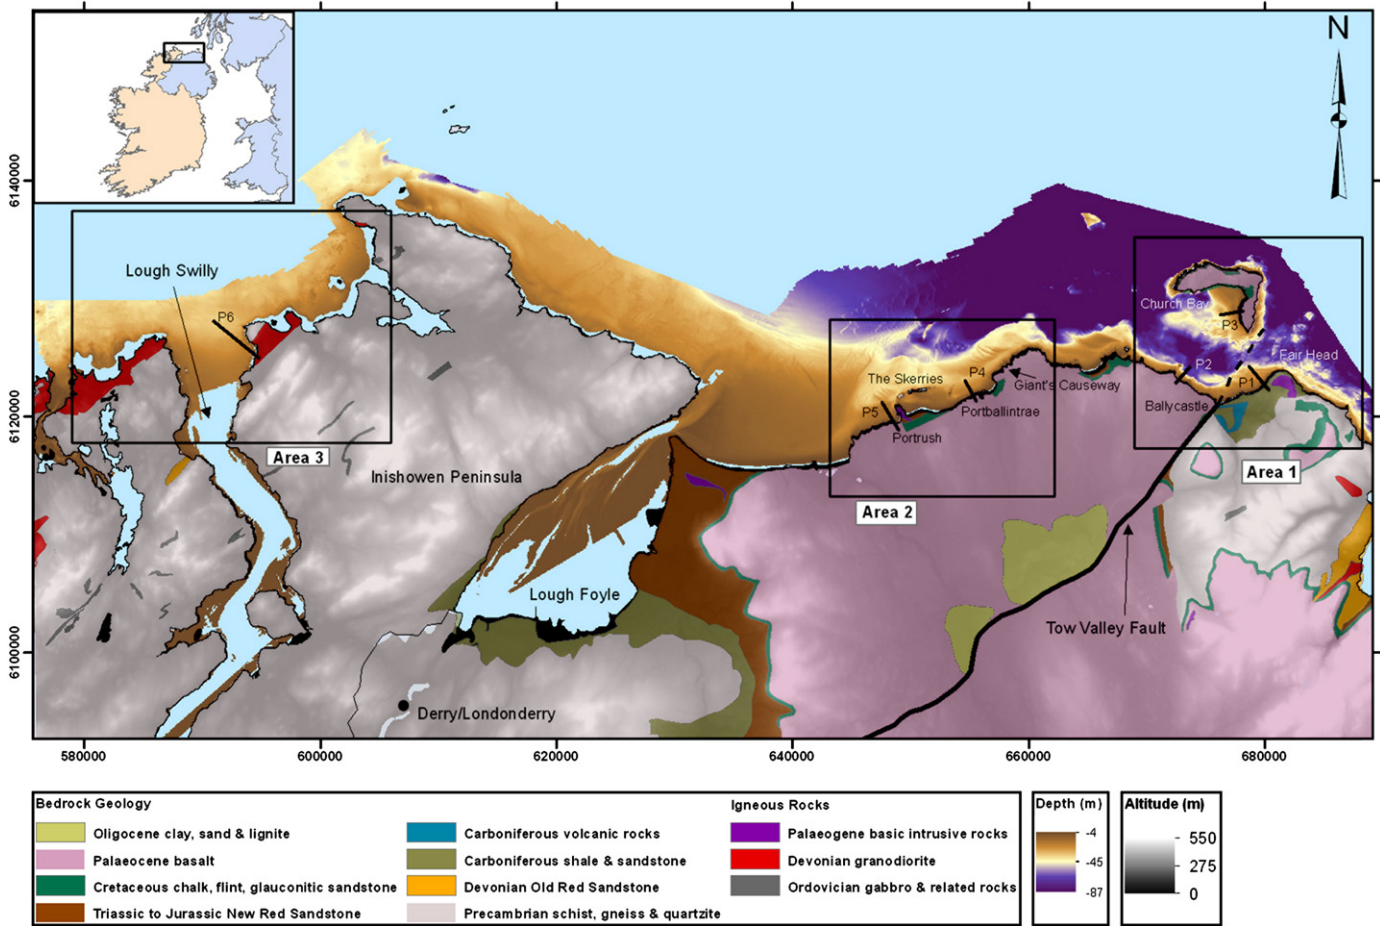 N
6140000
6120000
6100000
Lough Swilly
P6
Area 3
Inishowen Peninsula
Lough Foyle
Derry/Londonderry
The Skerries
P4
P5
Giant's Causeway
Portballintrae
Portrush
Area 2
Church Bay
P3
Fair Head
P2
P1
Ballycastle
Area 1
Tow Valley Fault
580000
600000
620000
640000
660000
680000
Bedrock Geology
Oligocene clay, sand & lignite
Palaeocene basalt
Cretaceous chalk, flint, glauconitic sandstone
Triassic to Jurassic New Red Sandstone
Carboniferous volcanic rocks
Carboniferous shale & sandstone
Devonian Old Red Sandstone
Precambrian schist, gneiss & quartzite
Igneous Rocks
Palaeogene basic intrusive rocks
Devonian granodiorite
Ordovician gabbro & related rocks
Depth (m)
-4
-45
-87
Altitude (m)
550
275
0